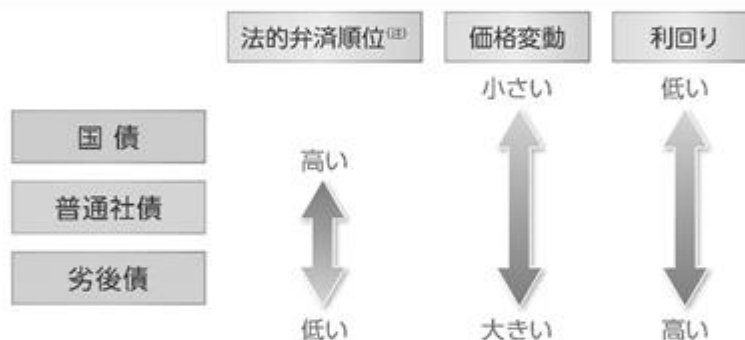 法的弁済順位(注) 価格変動 利回り
小さい 低い
国債
高い
普通社債
劣後債
低い 大きい 高い